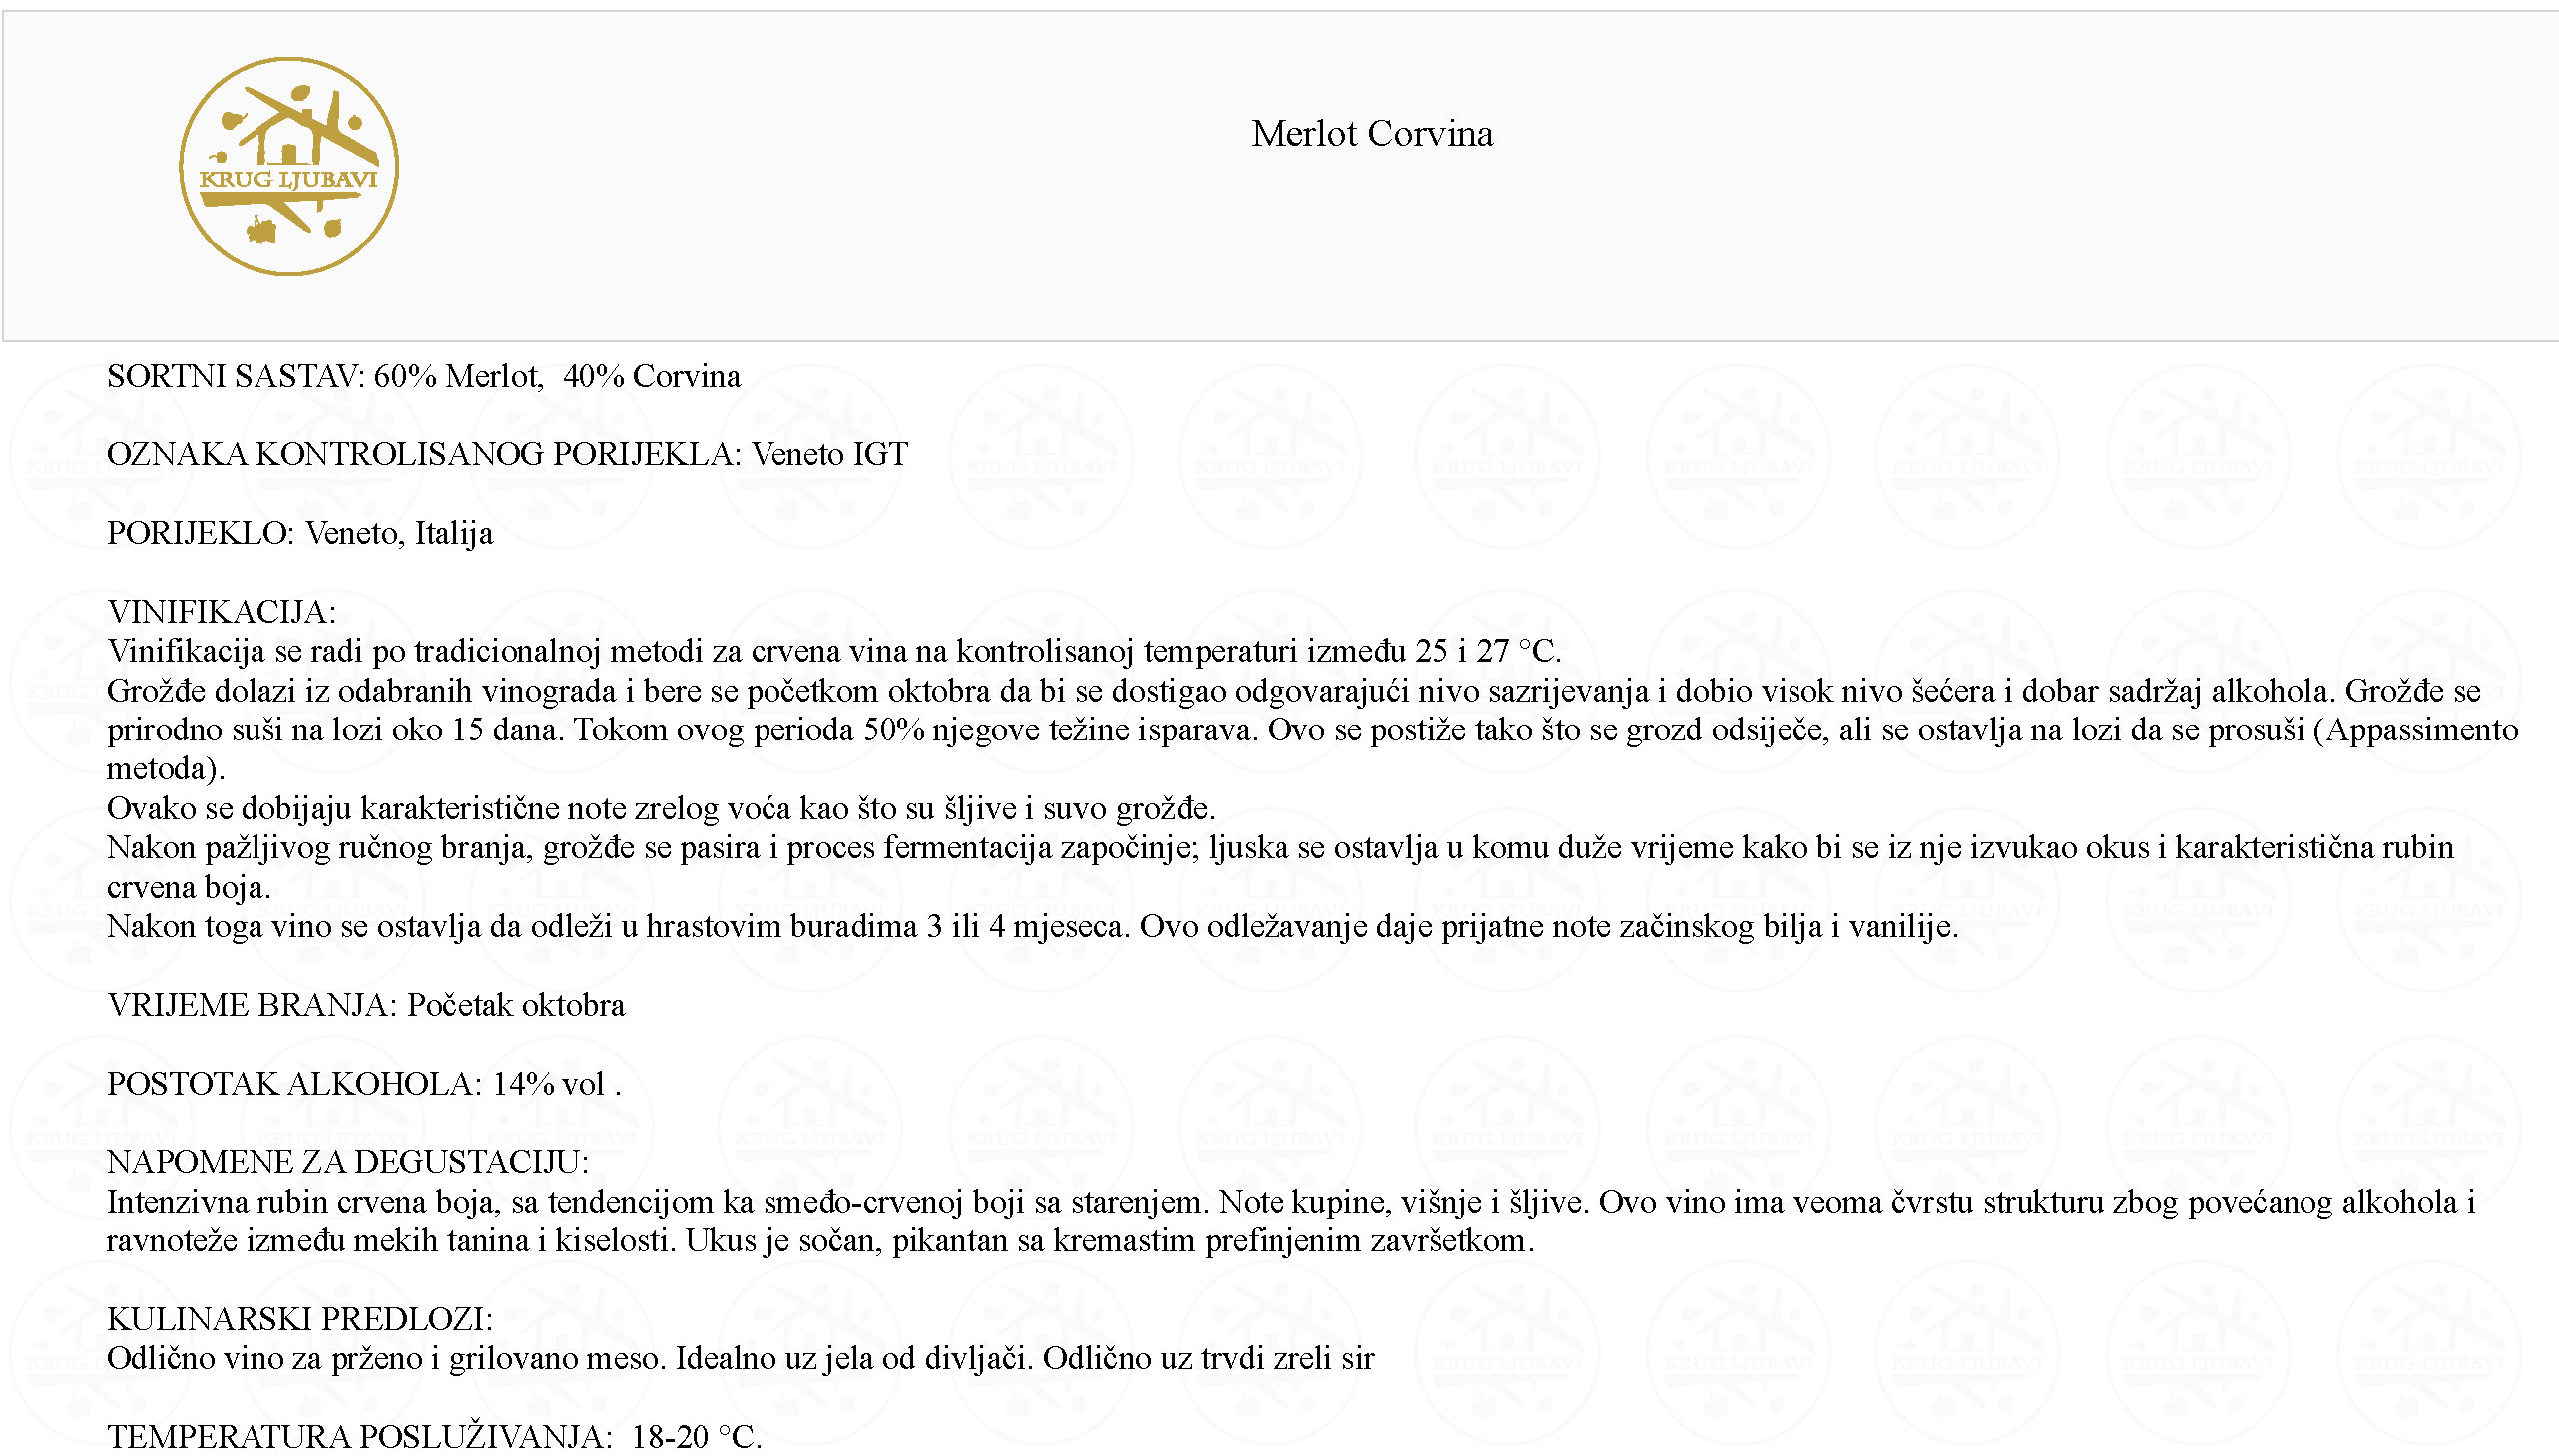 KRUG LJUBAVI
Merlot Corvina
SORTNI SASTAV: 60% Merlot,  40% Corvina
OZNAKA KONTROLISANOG PORIJEKLA: Veneto IGT
PORIJEKLO: Veneto, Italija
VINIFIKACIJA:
Vinifikacija se radi po tradicionalnoj metodi za crvena vina na kontrolisanoj temperaturi između 25 i 27 °C.
Grožđe dolazi iz odabranih vinograda i bere se početkom oktobra da bi se dostigao odgovarajući nivo sazrijevanja i dobio visok nivo šećera i dobar sadržaj alkohola. Grožđe se
prirodno suši na lozi oko 15 dana. Tokom ovog perioda 50% njegove težine isparava. Ovo se postiže tako što se grozd odsiječe, ali se ostavlja na lozi da se prosuši (Appassimento
metoda).
Ovako se dobijaju karakteristične note zrelog voća kao što su šljive i suvo grožđe.
Nakon pažljivog ručnog branja, grožđe se pasira i proces fermentacija započinje; ljuska se ostavlja u komu duže vrijeme kako bi se iz nje izvukao okus i karakteristična rubin
crvena boja.
Nakon toga vino se ostavlja da odleži u hrastovim buradima 3 ili 4 mjeseca. Ovo odležavanje daje prijatne note začinskog bilja i vanilije.
VRIJEME BRANJA: Početak oktobra
POSTOTAK ALKOHOLA: 14% vol .
NAPOMENE ZA DEGUSTACIJU:
Intenzivna rubin crvena boja, sa tendencijom ka smeđo-crvenoj boji sa starenjem. Note kupine, višnje i šljive. Ovo vino ima veoma čvrstu strukturu zbog povećanog alkohola i
ravnoteže između mekih tanina i kiselosti. Ukus je sočan, pikantan sa kremastim prefinjenim završetkom.
KULINARSKI PREDLOZI:
Odlično vino za prženo i grilovano meso. Idealno uz jela od divljači. Odlično uz trvdi zreli sir
TEMPERATURA POSLUŽIVANJA:  18-20 °C.